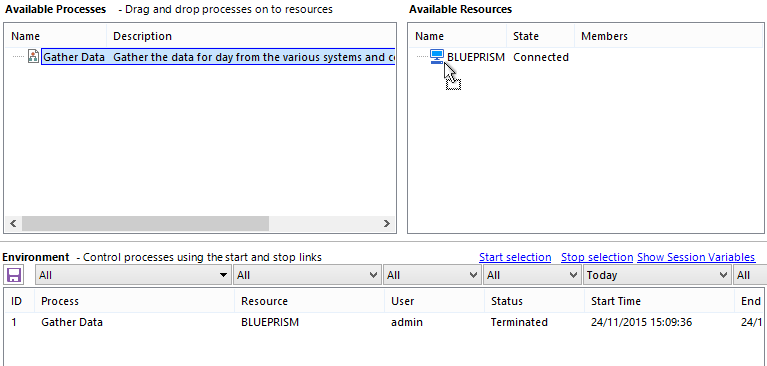 Available Processes - Drag and drop processes on to resources
Name Description
Gather Data Gather the data for day from the various systems and c
Available Resources
Name State Members
BLUEPRISM Connected
Environment - Control processes using the start and stop links Start selection Stop selection Show Session Variables
All All All All Today All
ID Process Resource User Status Start Time End
1 Gather Data BLUEPRISM admin Terminated 24/11/2015 15:09:36 24/1